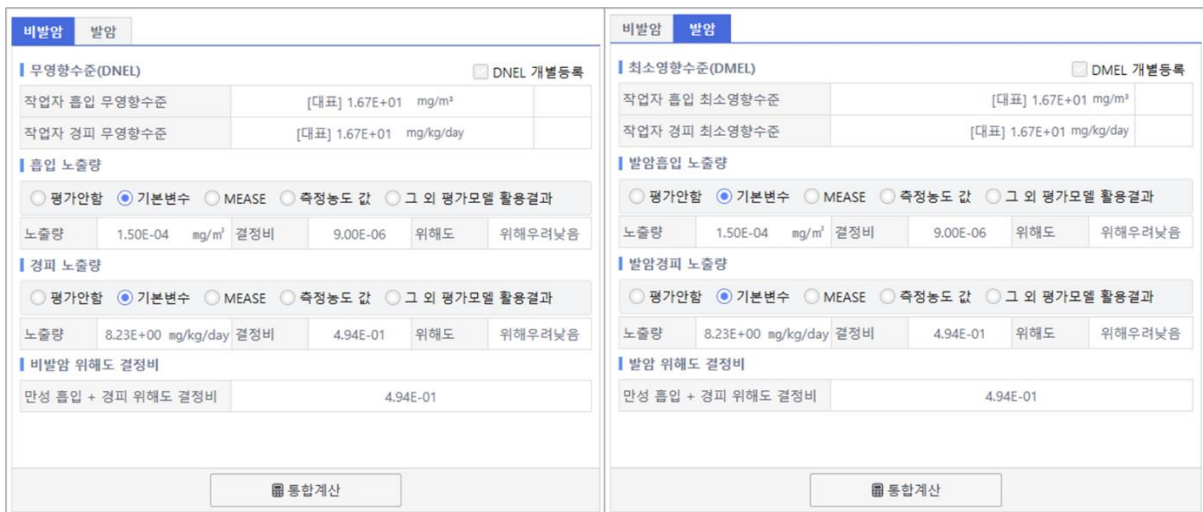 비발암 발암
무영향수준(DNEL) DNEL 개별등록
작업자 흡입 무영향수준 [대표] 1.67E+01 mg/m³
작업자 경피 무영향수준 [대표] 1.67E+01 mg/kg/day
흡입 노출량
평가안함 기본변수 MEASE 측정농도 값 그 외 평가모델 활용결과
노출량 1.50E-04 mg/m³ 결정비 9.00E-06 위해도 위해우려낮음
경피 노출량
평가안함 기본변수 MEASE 측정농도 값 그 외 평가모델 활용결과
노출량 8.23E+00 mg/kg/day 결정비 4.94E-01 위해도 위해우려낮음
비발암 위해도 결정비
만성 흡입 + 경피 위해도 결정비 4.94E-01
통합계산
비발암 발암
최소영향수준(DMEL) DMEL 개별등록
작업자 흡입 최소영향수준 [대표] 1.67E+01 mg/m³
작업자 경피 최소영향수준 [대표] 1.67E+01 mg/kg/day
발암흡입 노출량
평가안함 기본변수 MEASE 측정농도 값 그 외 평가모델 활용결과
노출량 1.50E-04 mg/m³ 결정비 9.00E-06 위해도 위해우려낮음
발암경피 노출량
평가안함 기본변수 MEASE 측정농도 값 그 외 평가모델 활용결과
노출량 8.23E+00 mg/kg/day 결정비 4.94E-01 위해도 위해우려낮음
발암 위해도 결정비
만성 흡입 + 경피 위해도 결정비 4.94E-01
통합계산